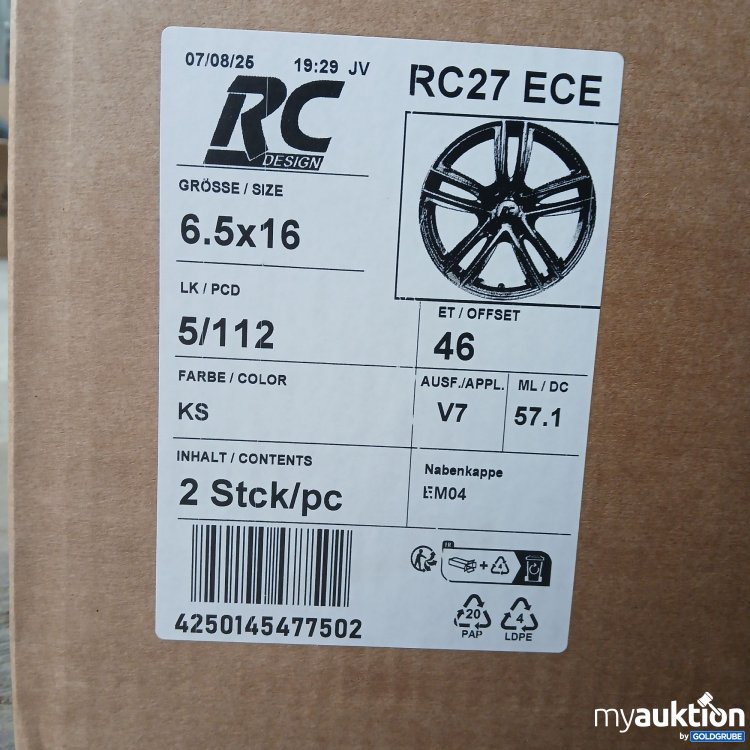 07/08/25 19:29 JV
RC
DESIGN
RC27 ECE
GRÖSSE / SIZE
6.5x16
LK / PCD
5/112
ET / OFFSET
46
FARBE / COLOR
KS
AUSF./APPL.
V7
ML / DC
57.1
INHALT / CONTENTS
2 Stck/pc
Nabenkappe
EM04
4250145477502
FR
+
4
20
PAP
4
LDPE
myauktion
by GOLDGRUBE